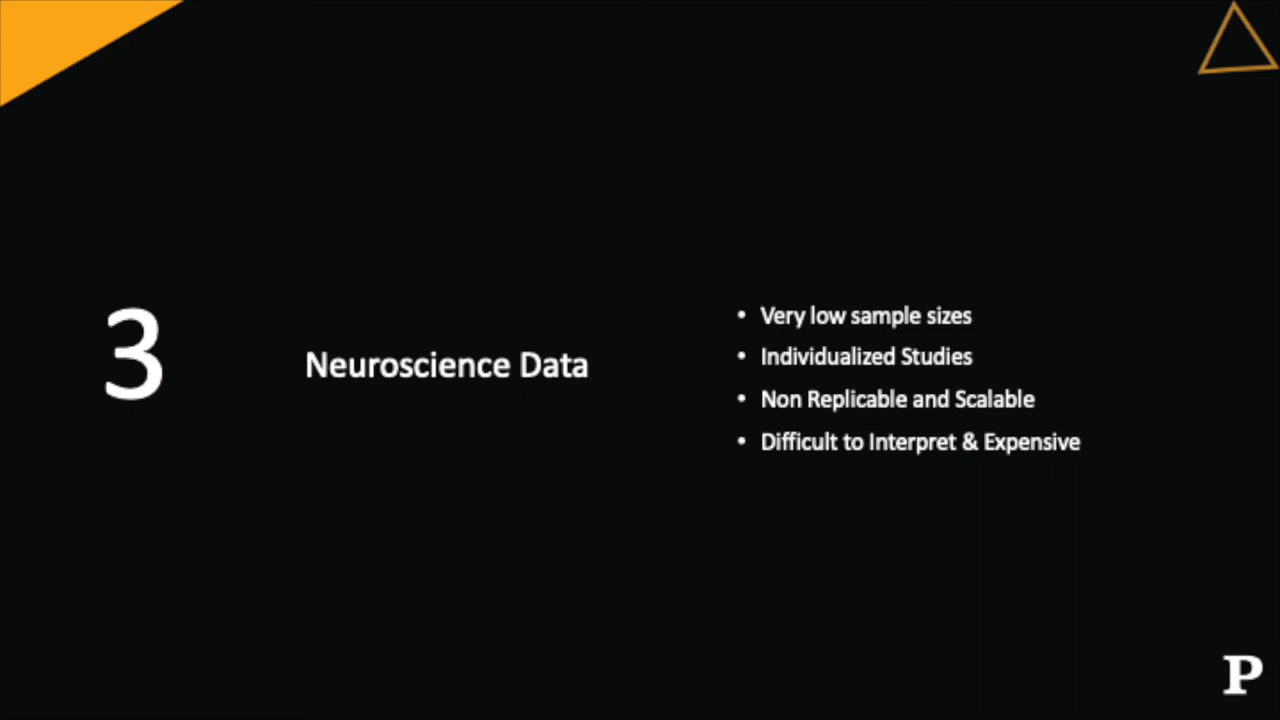 3
Neuroscience Data
• Very low sample sizes
• Individualized Studies
• Non Replicable and Scalable
• Difficult to Interpret & Expensive
P